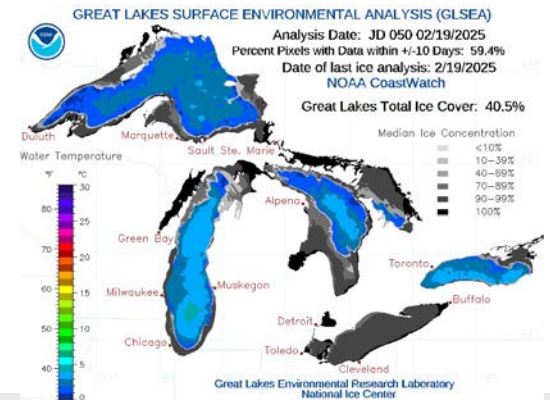 GREAT LAKES SURFACE ENVIRONMENTAL ANALYSIS (GLSEA)
Analysis Date: JD 050 02/19/2025
Percent Pixels with Data within +/-10 Days: 59.4%
Date of last ice analysis: 2/19/2025
NOAA CoastWatch
Great Lakes Total Ice Cover: 40.5%
Median Ice Concentration
<10%
10-39%
40-69%
70-89%
90-99%
100%
Duluth
Marquette
Sault Ste. Marie
Water Temperature
°F
°C
30
80
25
70
20
15
60
10
50
5
40
0
Alpena
Green Bay
Toronto
Milwaukee
Muskegon
Buffalo
Detroit
Chicago
Toledo
Cleveland
Great Lakes Environmental Research Laboratory
National Ice Center